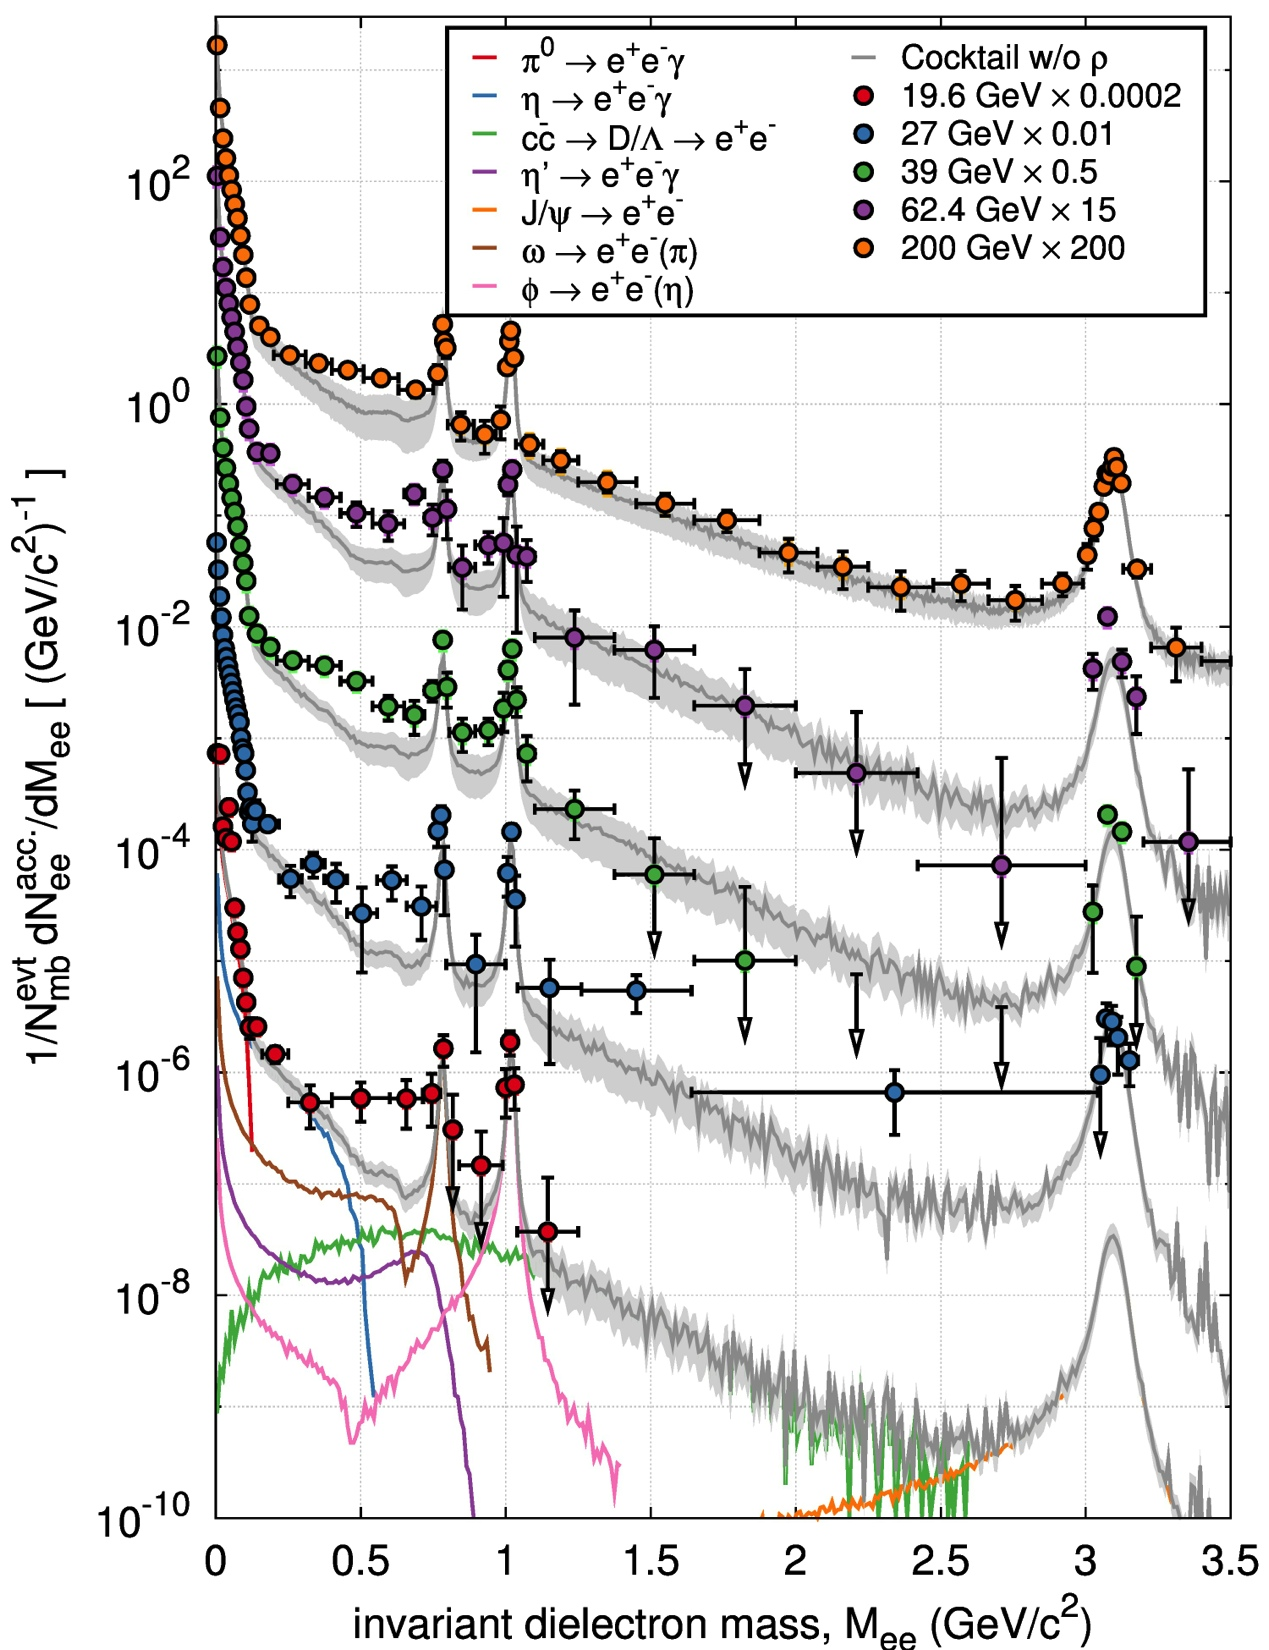 π⁰ → e⁺e⁻γ
η → e⁺e⁻γ
cc̄ → D/Λ → e⁺e⁻
η’ → e⁺e⁻γ
J/ψ → e⁺e⁻
ω → e⁺e⁻(π)
ϕ → e⁺e⁻(η)
Cocktail w/o ρ
19.6 GeV × 0.0002
27 GeV × 0.01
39 GeV × 0.5
62.4 GeV × 15
200 GeV × 200
1/N_mb^evt dN_ee^acc./dM_ee [ (GeV/c²)⁻¹ ]
10²
10⁰
10⁻²
10⁻⁴
10⁻⁶
10⁻⁸
10⁻¹⁰
0 0.5 1 1.5 2 2.5 3 3.5
invariant dielectron mass, M_ee (GeV/c²)